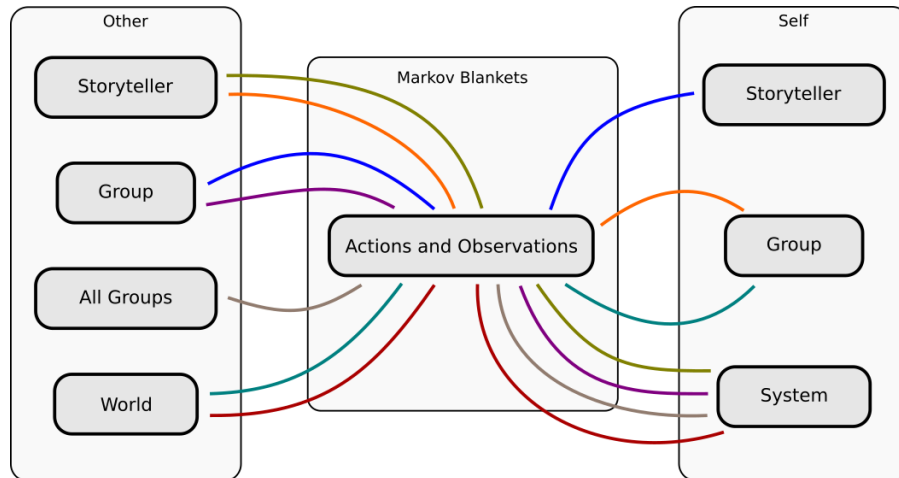 Other
Storyteller
Group
All Groups
World
Markov Blankets
Actions and Observations
Self
Storyteller
Group
System